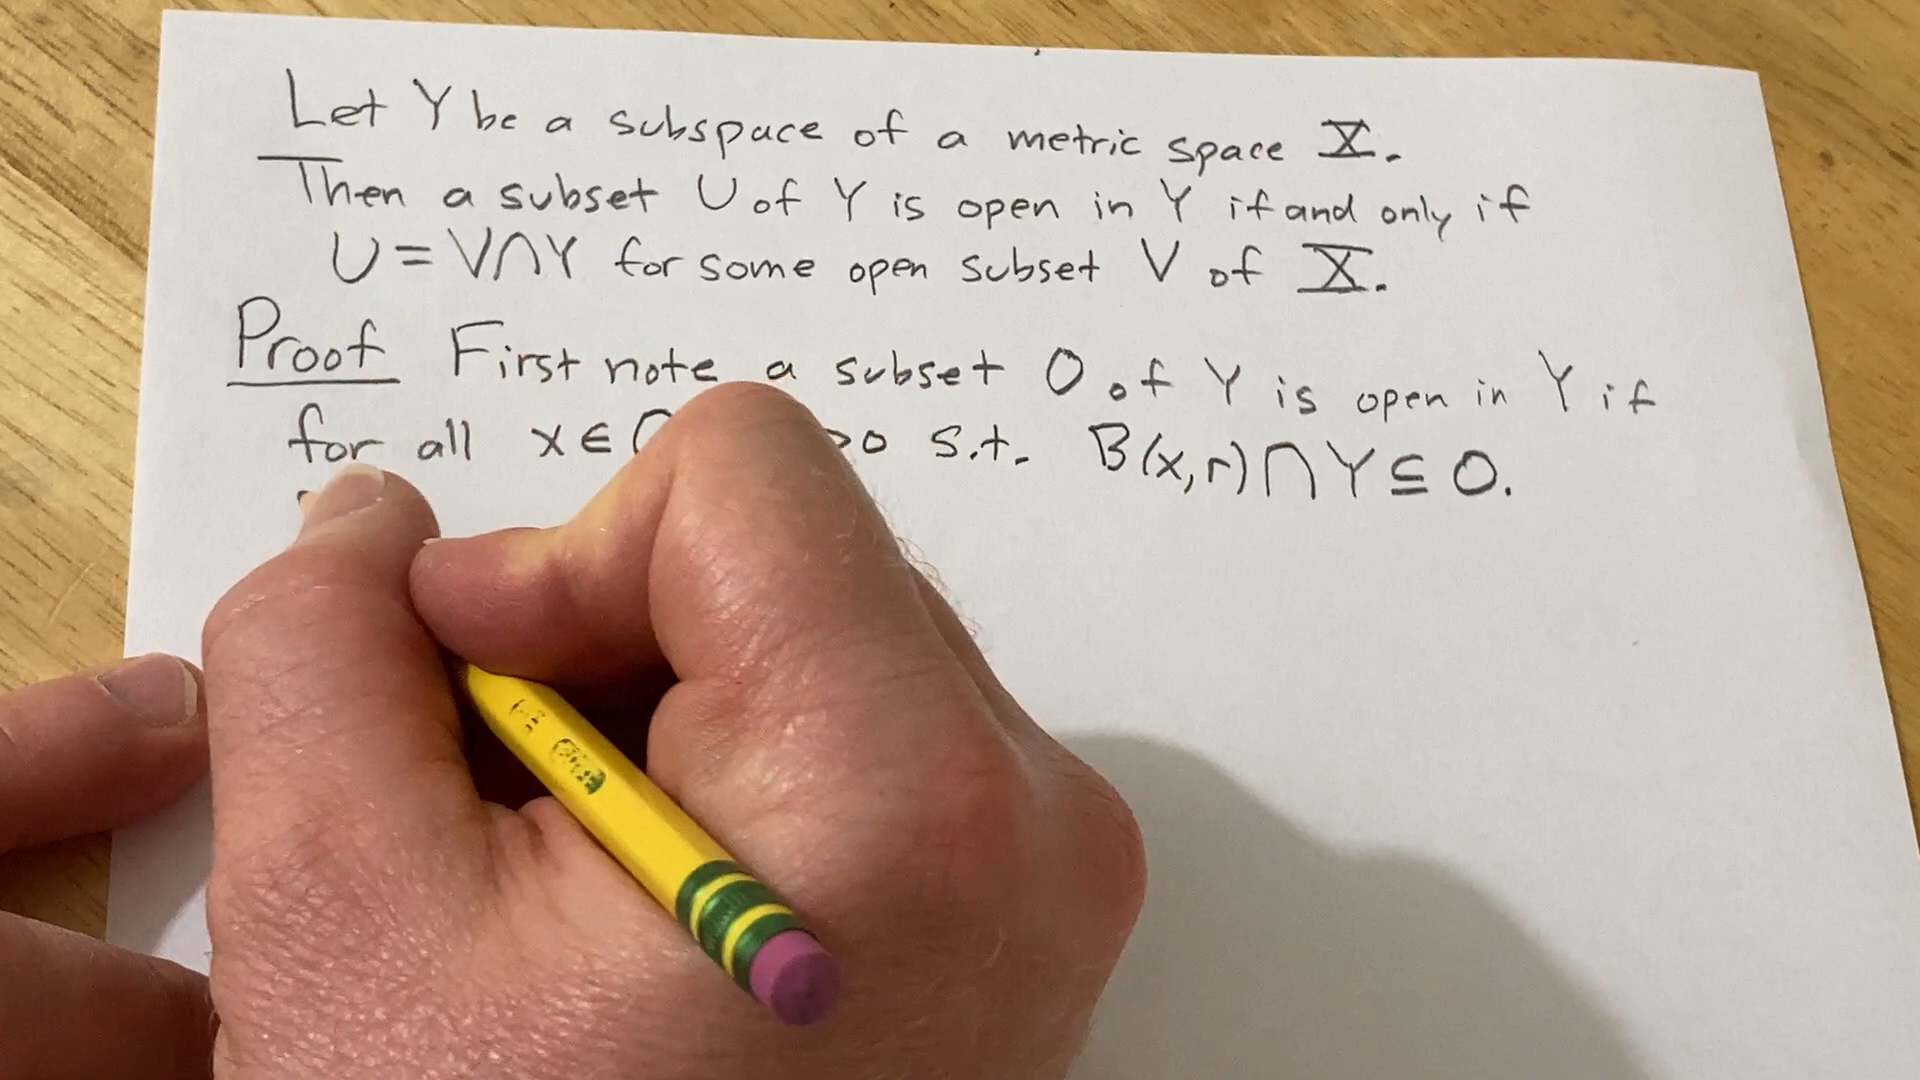 Let Y be a subspace of a metric space X.
Then a subset U of Y is open in Y if and only if
U = V∩Y for some open subset V of X.
Proof First note a subset O of Y is open in Y if
for all x∈O >0 s.t. B(x,r)∩Y⊆O.